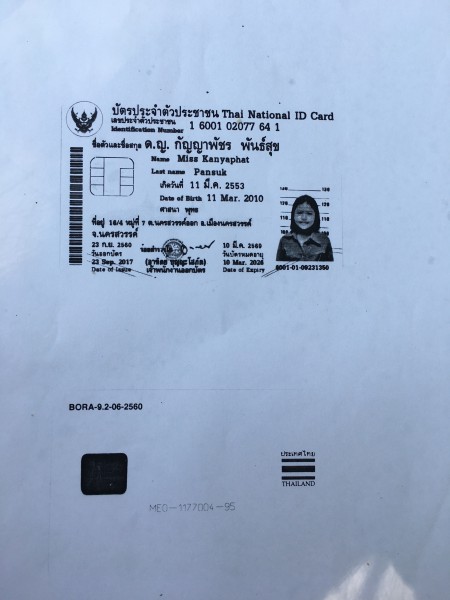 บัตรประจำตัวประชาชน Thai National ID Card
เลขประจำตัวประชาชน
Identification Number
1 6001 02077 64 1
ชื่อตัวและชื่อสกุล ด.ญ. กัญญาพัชร พันธ์สุข
Name Miss Kanyaphat
Last name Pansuk
เกิดวันที่ 11 มี.ค. 2553
Date of Birth 11 Mar. 2010
ศาสนา พุทธ
ที่อยู่ 16/4 หมู่ที่ 7 ต.นครสวรรค์ออก อ.เมืองนครสวรรค์
จ.นครสวรรค์
23 ก.ย. 2560
วันออกบัตร
23 Sep. 2017
Date of Issue
เจ้าพนักงานออกบัตร
10 มี.ค. 2569
วันบัตรหมดอายุ
10 Mar. 2026
Date of Expiry
6001-01-09231350
BORA-9.2-06-2560
ประเทศไทย
THAILAND
ME0-1177004-95